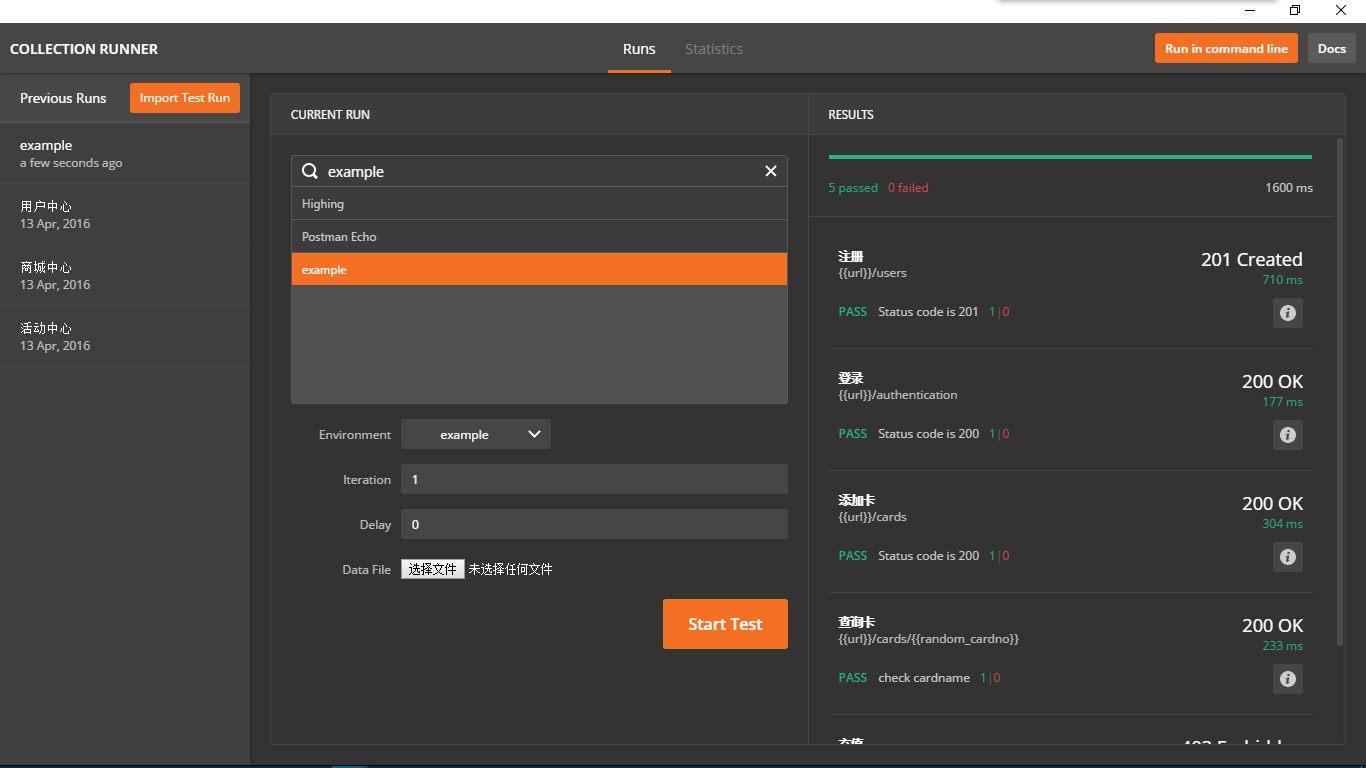 COLLECTION RUNNER
Runs
Statistics
Run in command line
Docs
Previous Runs
Import Test Run
example
a few seconds ago
用户中心
13 Apr, 2016
商城中心
13 Apr, 2016
活动中心
13 Apr, 2016
CURRENT RUN
example
Highing
Postman Echo
example
Environment
example
Iteration
1
Delay
0
Data File
选择文件 未选择任何文件
Start Test
RESULTS
5 passed 0 failed
1600 ms
注册
201 Created
{{url}}/users
710 ms
PASS Status code is 201 1|0
登录
200 OK
{{url}}/authentication
177 ms
PASS Status code is 200 1|0
添加卡
200 OK
{{url}}/cards
304 ms
PASS Status code is 200 1|0
查询卡
200 OK
{{url}}/cards/{{random_cardno}}
233 ms
PASS check cardname 1|0